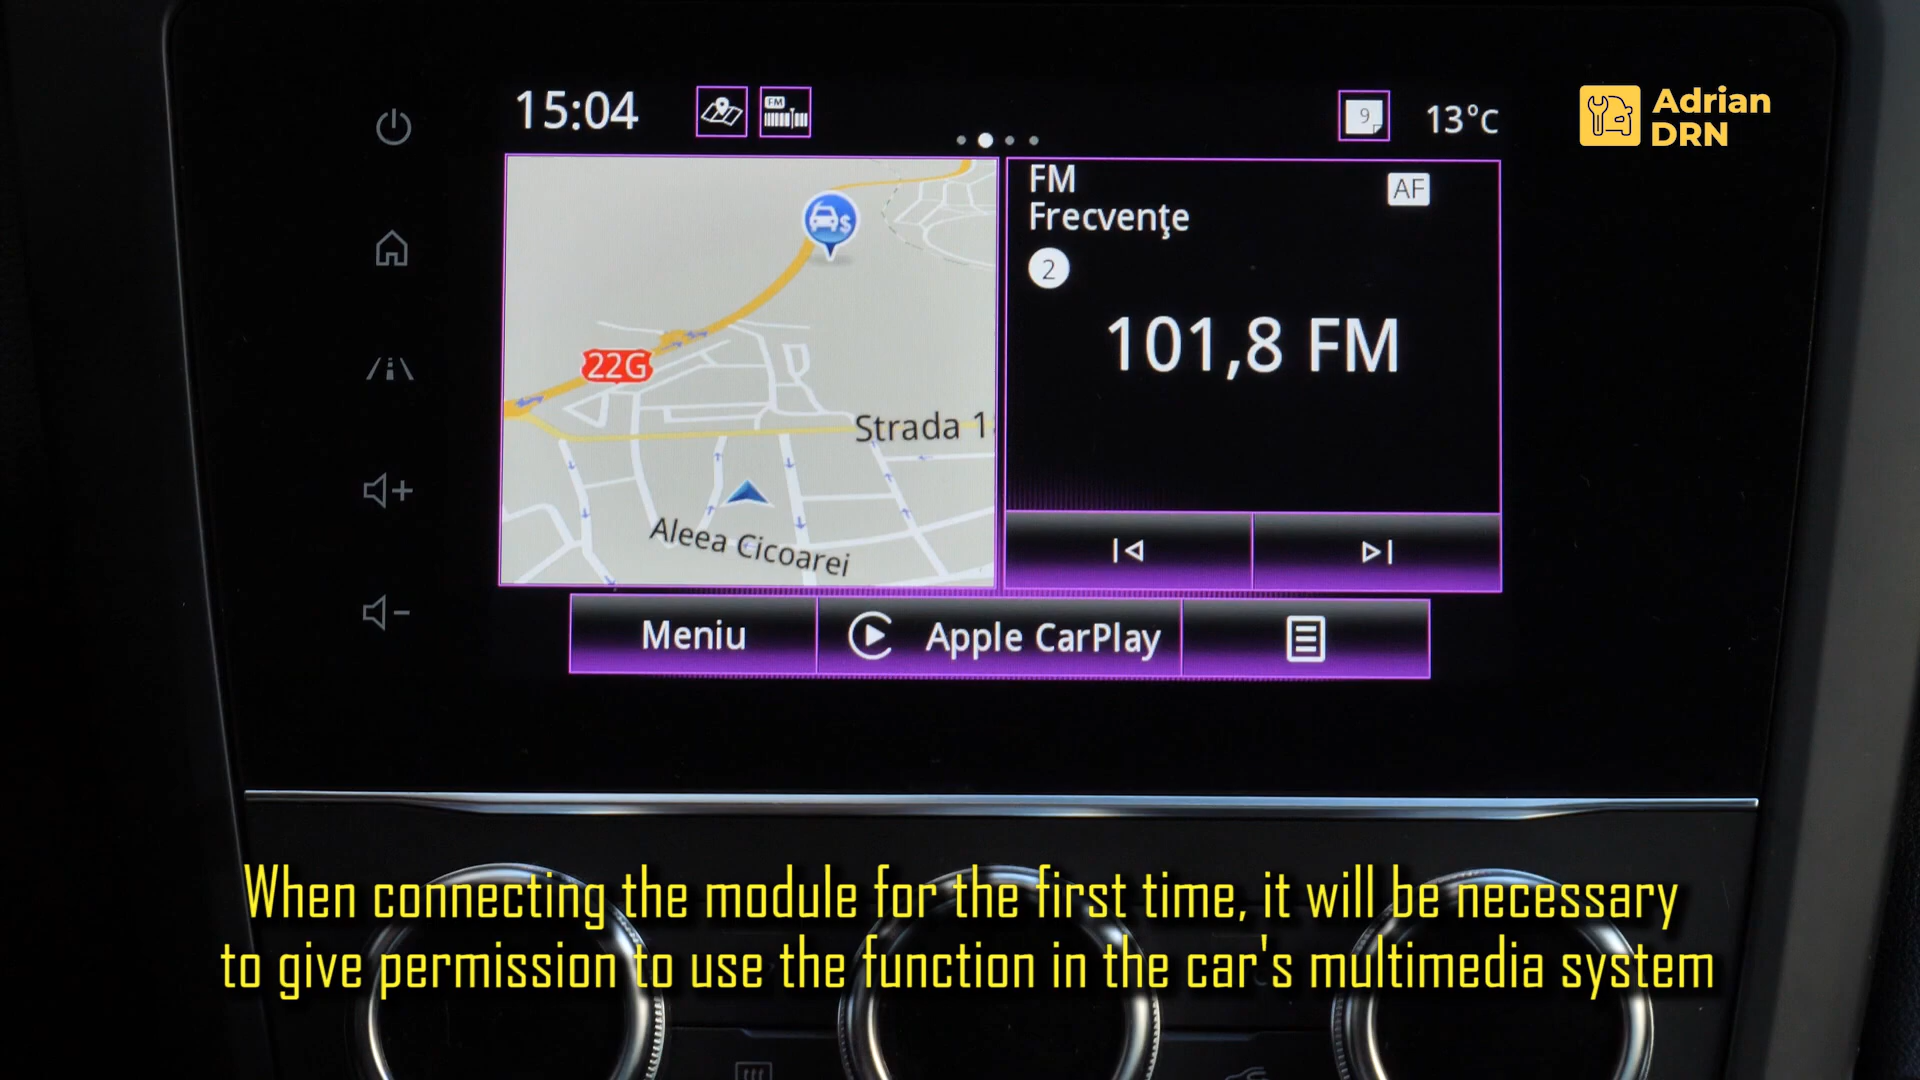 15:04
FM
9
13°C
Adrian
DRN
FM
AF
Frecvenţe
2
101,8 FM
$
22G
Strada 1
Aleea Cicoarei
Meniu
Apple CarPlay
When connecting the module for the first time, it will be necessary
to give permission to use the function in the car's multimedia system